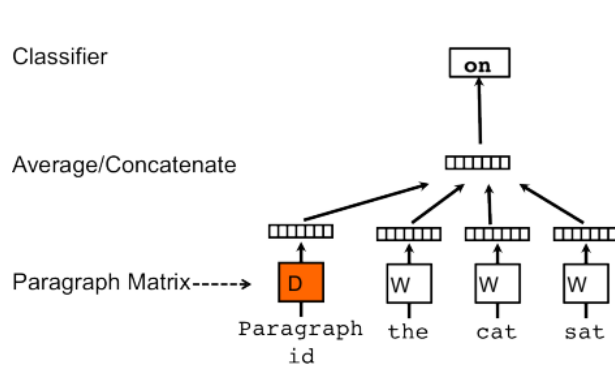 Classifier
on
Average/Concatenate
Paragraph Matrix
D
W
W
W
Paragraph
id
the
cat
sat